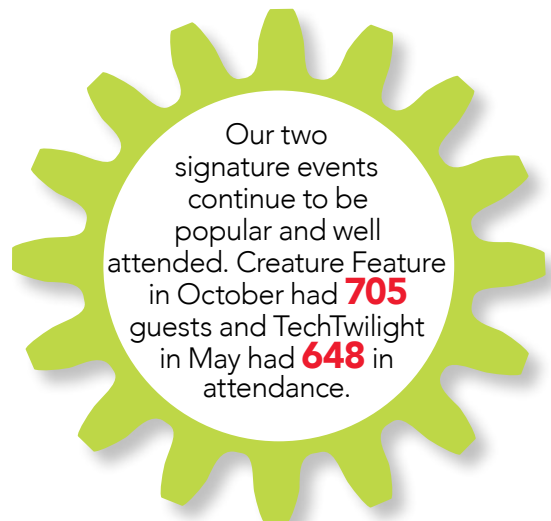 Our two
signature events
continue to be
popular and well
attended. Creature Feature
in October had 705
guests and TechTwilight
in May had 648 in
attendance.